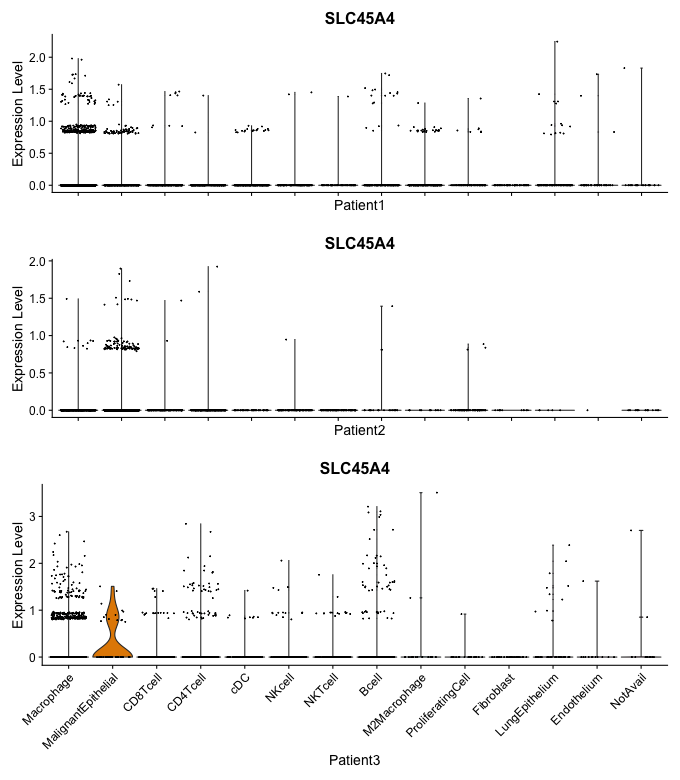 SLC45A4
Expression Level
2.0
1.5
1.0
0.5
0.0
Patient1
SLC45A4
Expression Level
2.0
1.5
1.0
0.5
0.0
Patient2
SLC45A4
Expression Level
3
2
1
0
Macrophage
MalignantEpithelial
CD8Tcell
CD4Tcell
cDC
NKcell
NKTcell
Bcell
M2Macrophage
ProliferatingCell
Fibroblast
LungEpithelium
Endothelium
NotAvail
Patient3